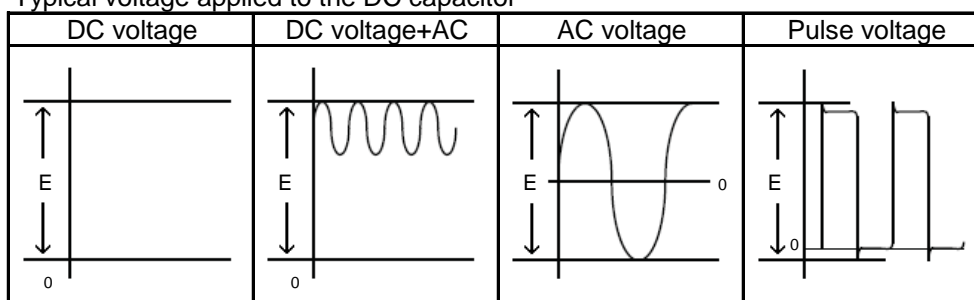 Typical voltage applied to the DC capacitor
DC voltage DC voltage+AC AC voltage Pulse voltage
E E E 0 E
0
0 0